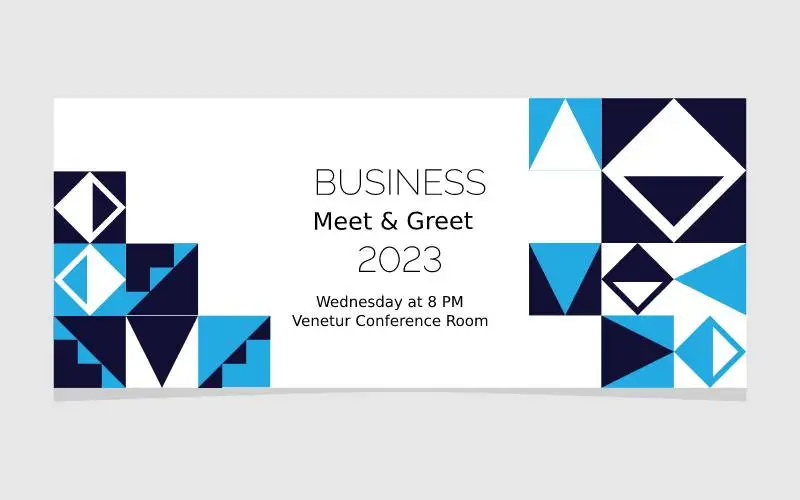 BUSINESS
Meet & Greet
2023
Wednesday at 8 PM
Venetur Conference Room